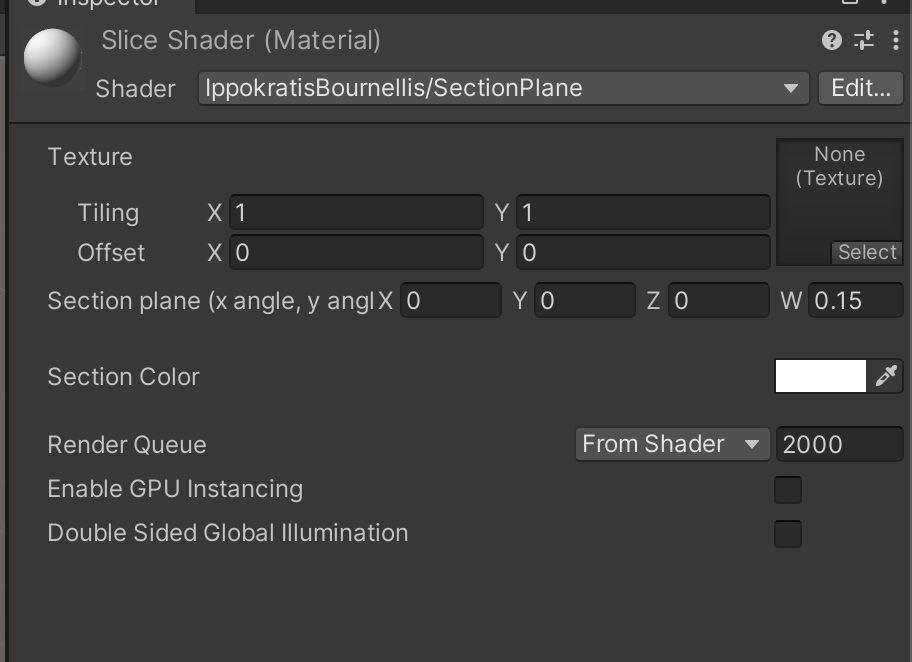 Inspector
Slice Shader (Material)
Shader IppokratisBournellis/SectionPlane Edit...
Texture None
(Texture)
Tiling X 1 Y 1
Offset X 0 Y 0 Select
Section plane (x angle, y angl X 0 Y 0 Z 0 W 0.15
Section Color
Render Queue From Shader 2000
Enable GPU Instancing
Double Sided Global Illumination